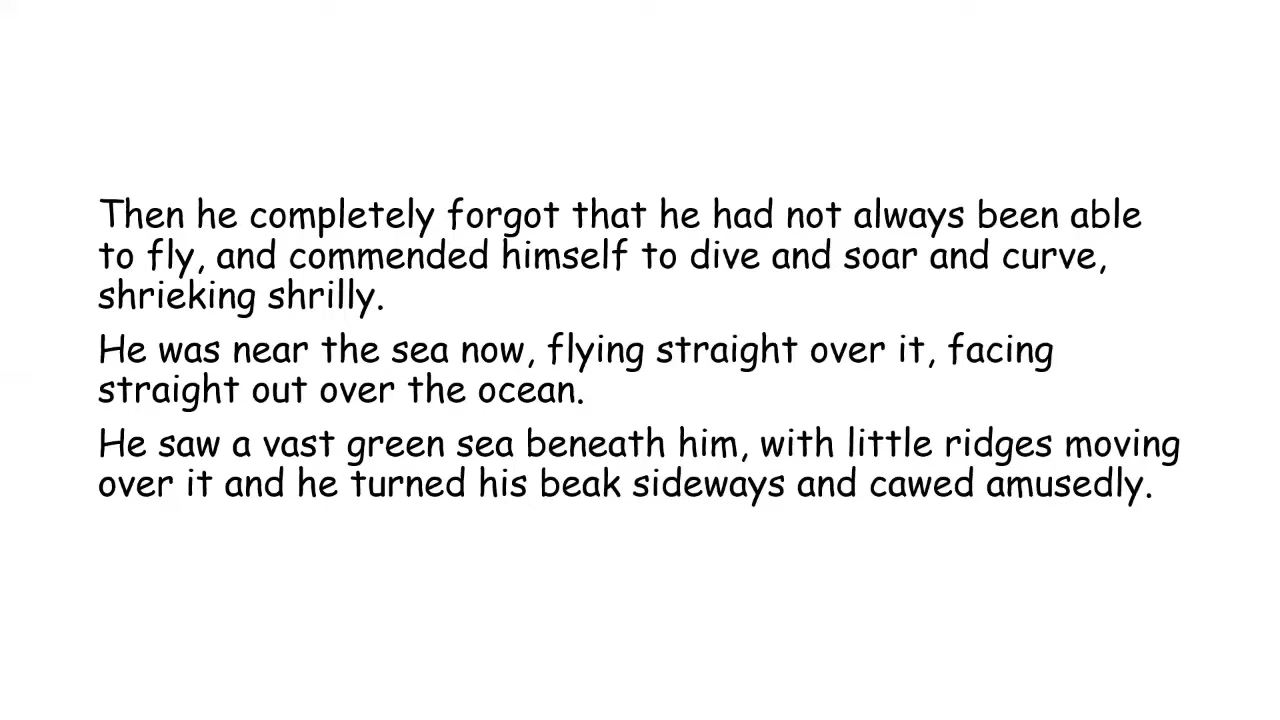 Then he completely forgot that he had not always been able
to fly, and commended himself to dive and soar and curve,
shrieking shrilly.
He was near the sea now, flying straight over it, facing
straight out over the ocean.
He saw a vast green sea beneath him, with little ridges moving
over it and he turned his beak sideways and cawed amusedly.